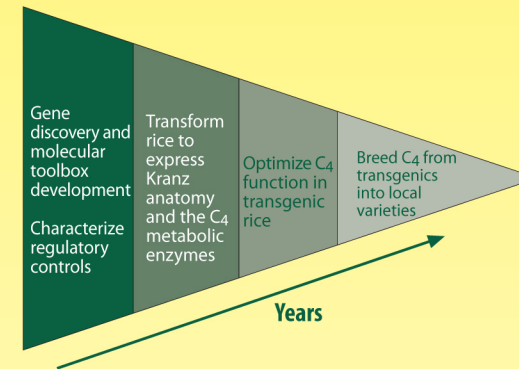 Gene
discovery and
molecular
toolbox
development
Characterize
regulatory
controls
Transform
rice to
express
Kranz
anatomy
and the C4
metabolic
enzymes
Optimize C4
function in
transgenic
rice
Breed C4 from
transgenics
into local
varieties
Years